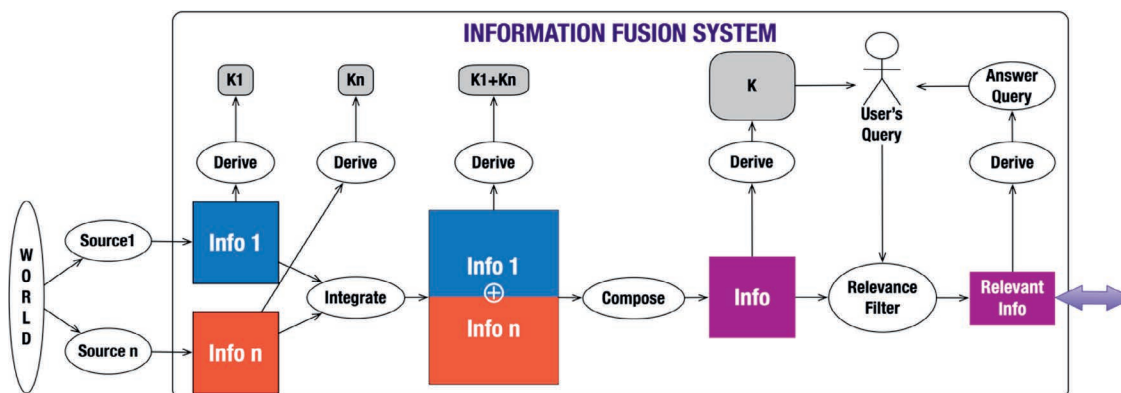 INFORMATION FUSION SYSTEM
K1
Kn
K1+Kn
K
Answer
Query
User's
Query
Derive
Derive
Derive
Derive
Derive
WORLD
Source1
Source n
Info 1
Info n
Integrate
Info 1
⊕
Info n
Compose
Info
Relevance
Filter
Relevant
Info